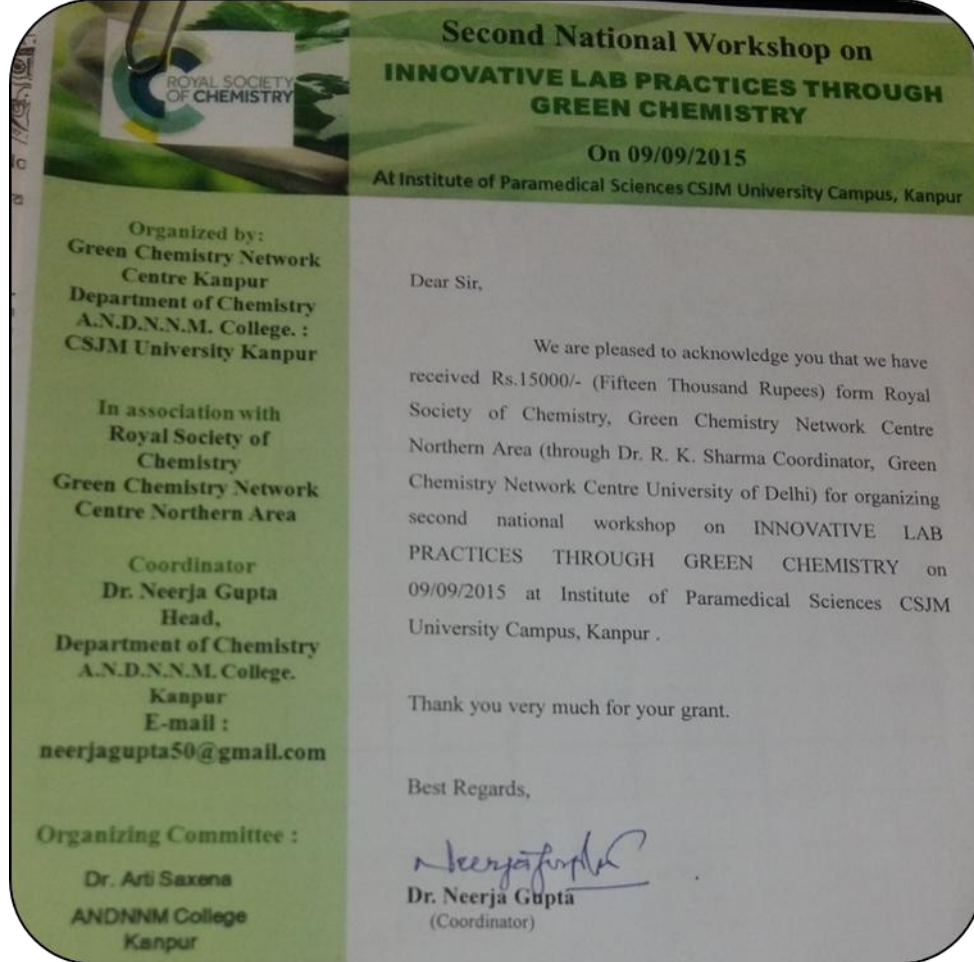 ROYAL SOCIETY
OF CHEMISTRY
Second National Workshop on
INNOVATIVE LAB PRACTICES THROUGH
GREEN CHEMISTRY
On 09/09/2015
At Institute of Paramedical Sciences CSJM University Campus, Kanpur
Organized by:
Green Chemistry Network
Centre Kanpur
Department of Chemistry
A.N.D.N.N.M. College. :
CSJM University Kanpur
In association with
Royal Society of
Chemistry
Green Chemistry Network
Centre Northern Area
Coordinator
Dr. Neerja Gupta
Head,
Department of Chemistry
A.N.D.N.N.M. College.
Kanpur
E-mail :
neerjagupta50@gmail.com
Organizing Committee :
Dr. Arti Saxena
ANDNNM College
Kanpur
Dear Sir,
We are pleased to acknowledge you that we have
received Rs.15000/- (Fifteen Thousand Rupees) form Royal
Society of Chemistry, Green Chemistry Network Centre
Northern Area (through Dr. R. K. Sharma Coordinator, Green
Chemistry Network Centre University of Delhi) for organizing
second national workshop on INNOVATIVE LAB
PRACTICES THROUGH GREEN CHEMISTRY on
09/09/2015 at Institute of Paramedical Sciences CSJM
University Campus, Kanpur .
Thank you very much for your grant.
Best Regards,
Neerja Gupta
Dr. Neerja Gupta
(Coordinator)